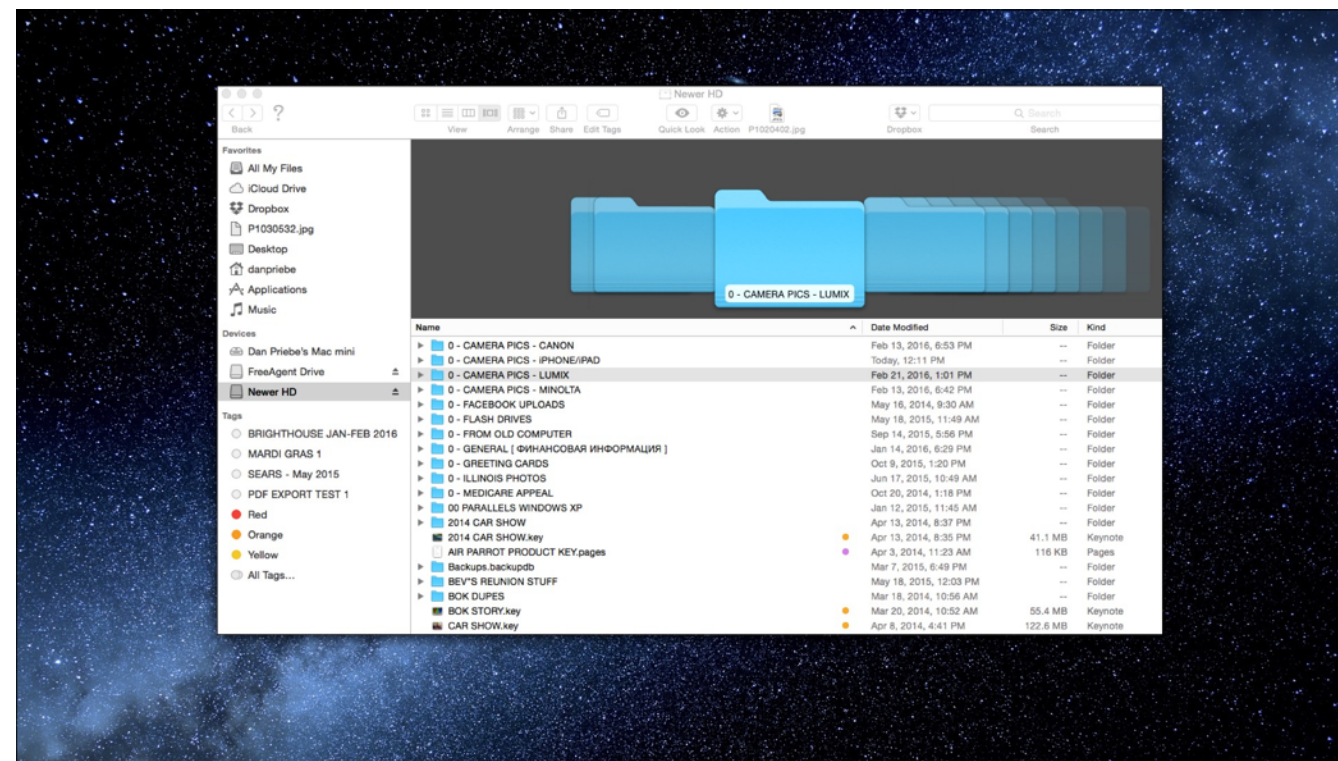 Newer HD
Back View Arrange Share Edit Tags Quick Look Action P1020402.jpg Dropbox Search
Search
Favorites
All My Files
iCloud Drive
Dropbox
P1030532.jpg
Desktop
danpriebe
Applications
Music
Devices
Dan Priebe's Mac mini
FreeAgent Drive
Newer HD
Tags
BRIGHTHOUSE JAN-FEB 2016
MARDI GRAS 1
SEARS - May 2015
PDF EXPORT TEST 1
Red
Orange
Yellow
All Tags...
0 - CAMERA PICS - LUMIX
Name Date Modified Size Kind
0 - CAMERA PICS - CANON Feb 13, 2016, 6:53 PM -- Folder
0 - CAMERA PICS - iPHONE/iPAD Today, 12:11 PM -- Folder
0 - CAMERA PICS - LUMIX Feb 21, 2016, 1:01 PM -- Folder
0 - CAMERA PICS - MINOLTA Feb 13, 2016, 6:42 PM -- Folder
0 - FACEBOOK UPLOADS May 16, 2014, 9:30 AM -- Folder
0 - FLASH DRIVES May 18, 2015, 11:49 AM -- Folder
0 - FROM OLD COMPUTER Sep 14, 2015, 5:56 PM -- Folder
0 - GENERAL [ ФИНАНСОВАЯ ИНФОРМАЦИЯ ] Jan 14, 2016, 6:29 PM -- Folder
0 - GREETING CARDS Oct 9, 2015, 1:20 PM -- Folder
0 - ILLINOIS PHOTOS Jun 17, 2015, 10:49 AM -- Folder
0 - MEDICARE APPEAL Oct 20, 2014, 1:18 PM -- Folder
00 PARALLELS WINDOWS XP Jan 12, 2015, 11:45 AM -- Folder
2014 CAR SHOW Apr 13, 2014, 8:37 PM -- Folder
2014 CAR SHOW.key Apr 13, 2014, 8:35 PM 41.1 MB Keynote
AIR PARROT PRODUCT KEY.pages Apr 3, 2014, 11:23 AM 116 KB Pages
Backups.backupdb Mar 7, 2015, 6:49 PM -- Folder
BEV"S REUNION STUFF May 18, 2015, 12:03 PM -- Folder
BOK DUPES Mar 18, 2014, 10:56 AM -- Folder
BOK STORY.key Mar 20, 2014, 10:52 AM 55.4 MB Keynote
CAR SHOW.key Apr 8, 2014, 4:41 PM 122.6 MB Keynote